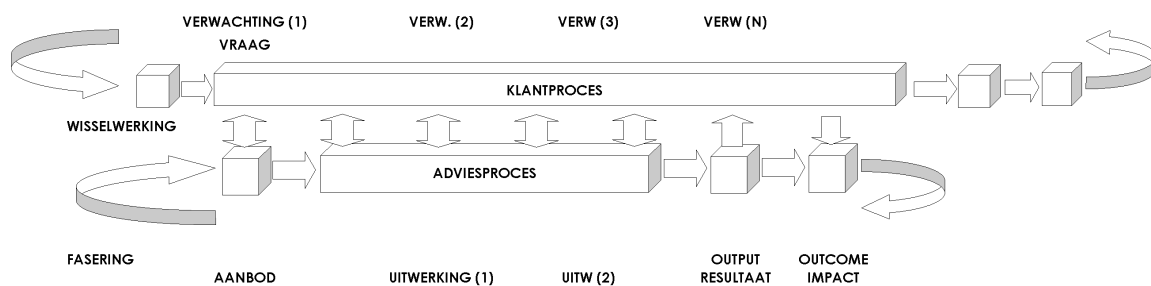 VERWACHTING (1) VERW. (2) VERW (3) VERW (N)
VRAAG
KLANTPROCES
WISSELWERKING
ADVIESPROCES
FASERING
AANBOD UITWERKING (1) UITW (2) OUTPUT RESULTAAT OUTCOME IMPACT